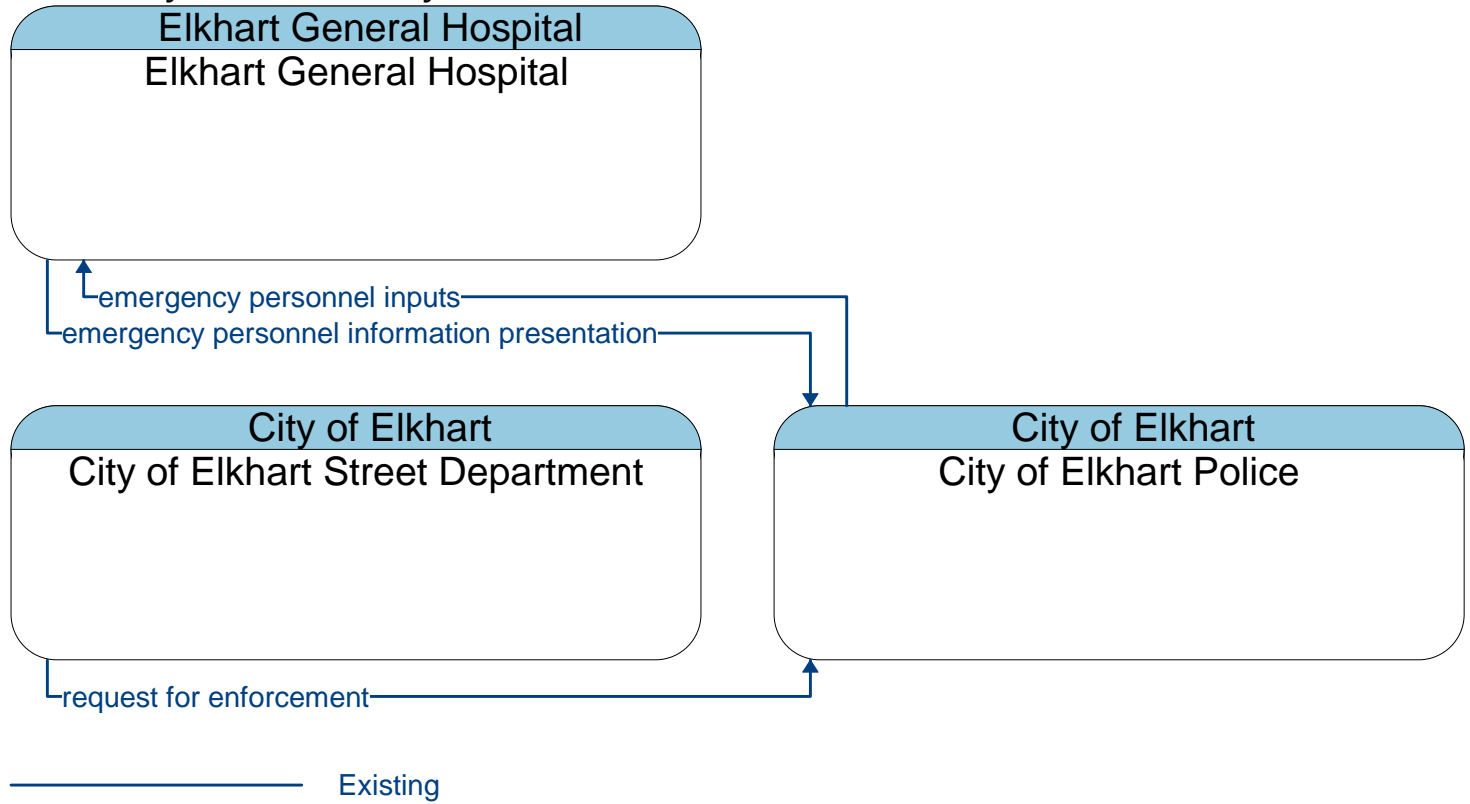 Elkhart General Hospital
Elkhart General Hospital
emergency personnel inputs
emergency personnel information presentation
City of Elkhart
City of Elkhart Street Department
City of Elkhart
City of Elkhart Police
request for enforcement
Existing